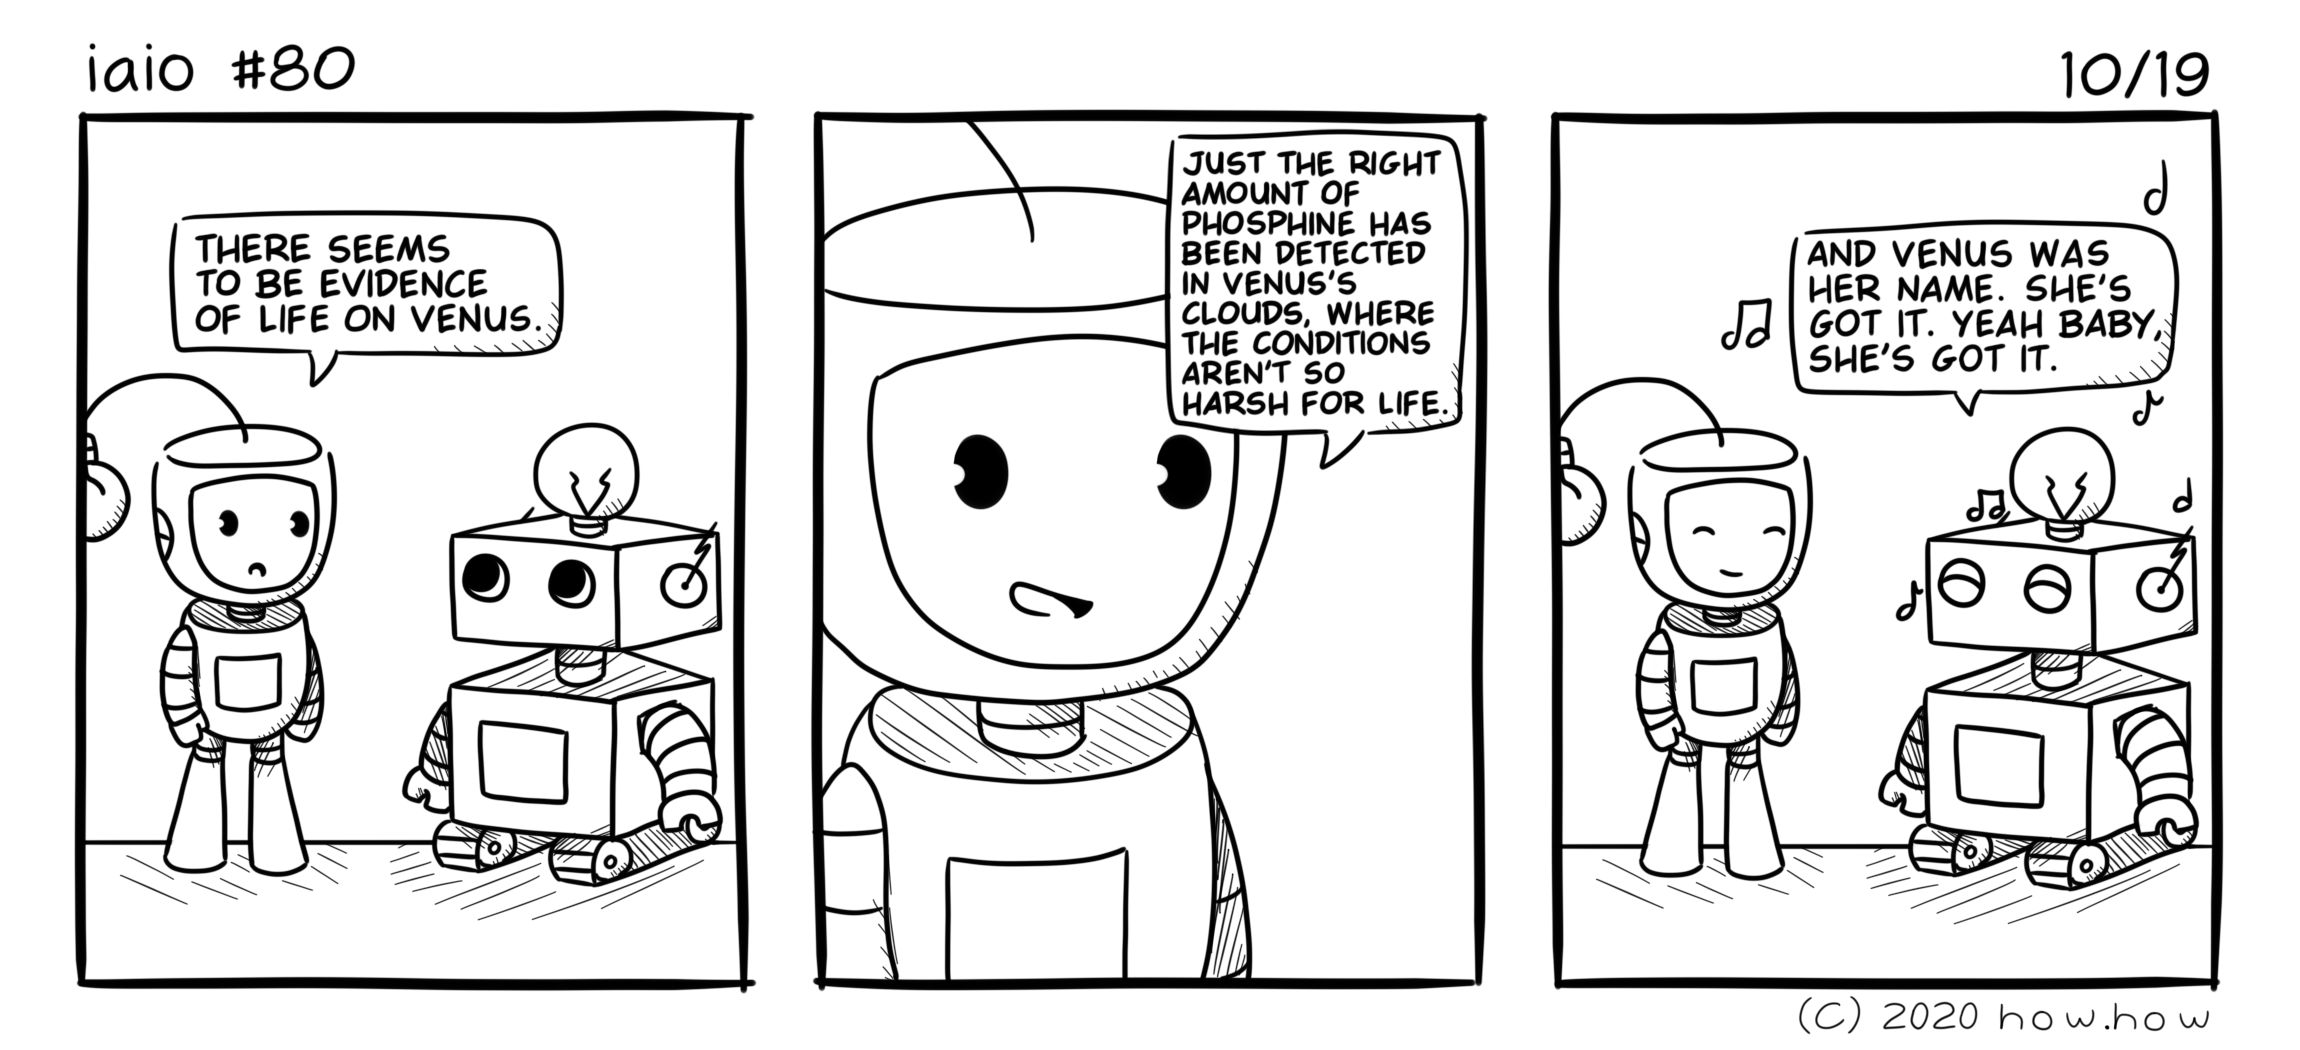 iaio #80
10/19
THERE SEEMS
TO BE EVIDENCE
OF LIFE ON VENUS.
JUST THE RIGHT
AMOUNT OF
PHOSPHINE HAS
BEEN DETECTED
IN VENUS'S
CLOUDS, WHERE
THE CONDITIONS
AREN'T SO
HARSH FOR LIFE.
AND VENUS WAS
HER NAME. SHE'S
GOT IT. YEAH BABY,
SHE'S GOT IT.
(C) 2020 how.how